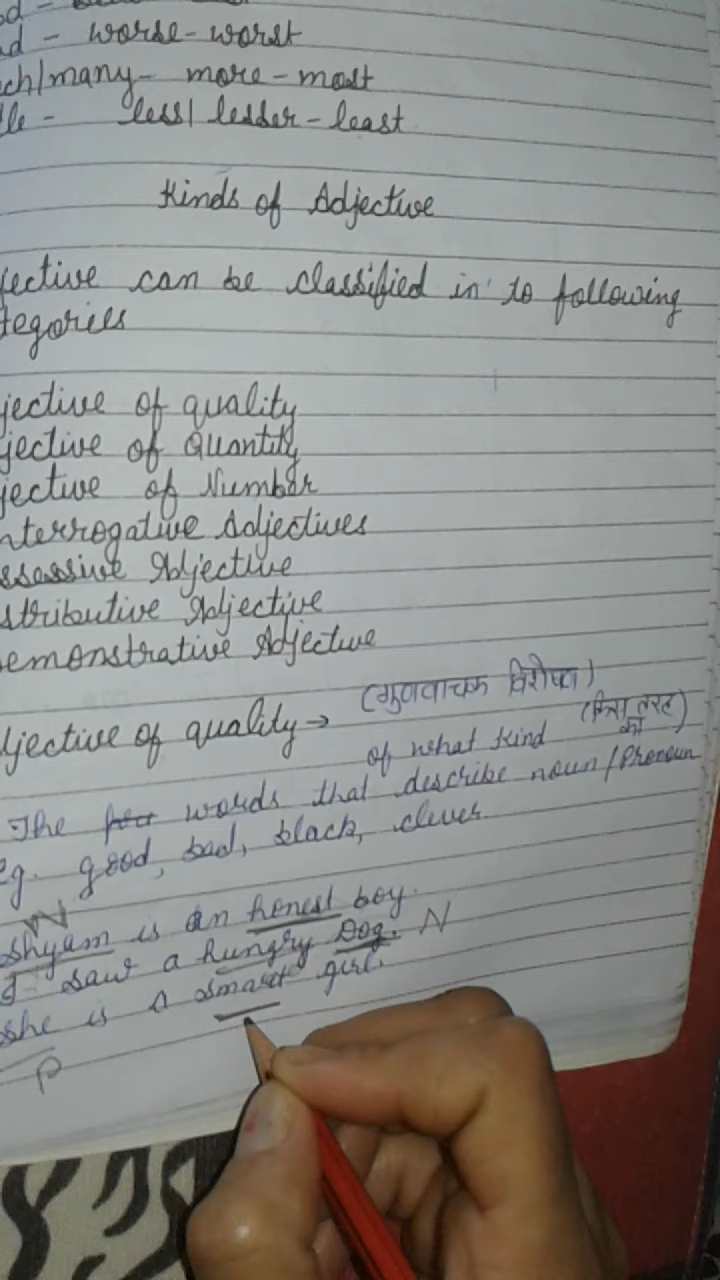 d - worse - worst
ch/many - more - most
le - less/ lesser - least
Kinds of Adjective
jective can be classified in to following
tegories
jective of quality
jective of Quantity
jective of Number
nterrogative Adjectives
ssessive Adjective
stributive Adjective
emonstrative Adjective
djective of quality → (गुणवाचक विशेषण)
of what kind (किस तरह का)
The words that describe noun/Pronoun
eg. good, bad, black, clever
N
Shyam is an honest boy.
I saw a hungry Dog. N
She is a smart girl.
P